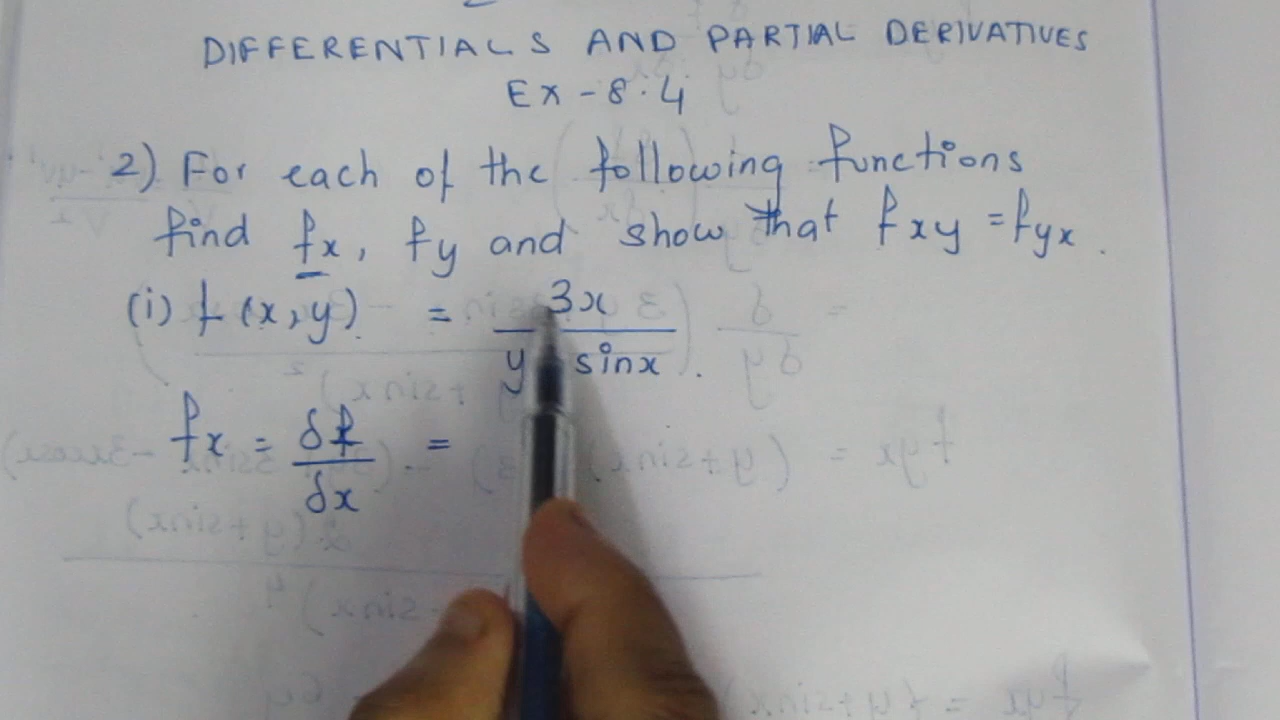 DIFFERENTIALS AND PARTIAL DERIVATIVES
Ex - 8.4
2) For each of the following functions
find fx, fy and show that fxy = fyx.
(i) f(x,y) = 3x
y sinx.
fx = δf = 
δx